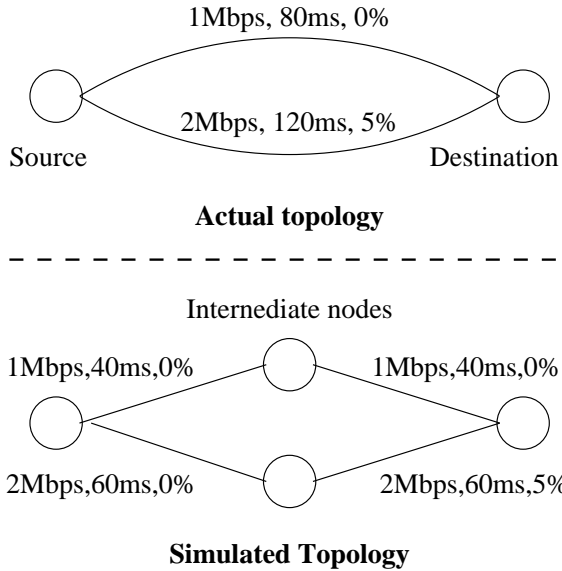 1Mbps, 80ms, 0%
2Mbps, 120ms, 5%
Source
Destination
Actual topology
Internediate nodes
1Mbps,40ms,0%
1Mbps,40ms,0%
2Mbps,60ms,0%
2Mbps,60ms,5%
Simulated Topology